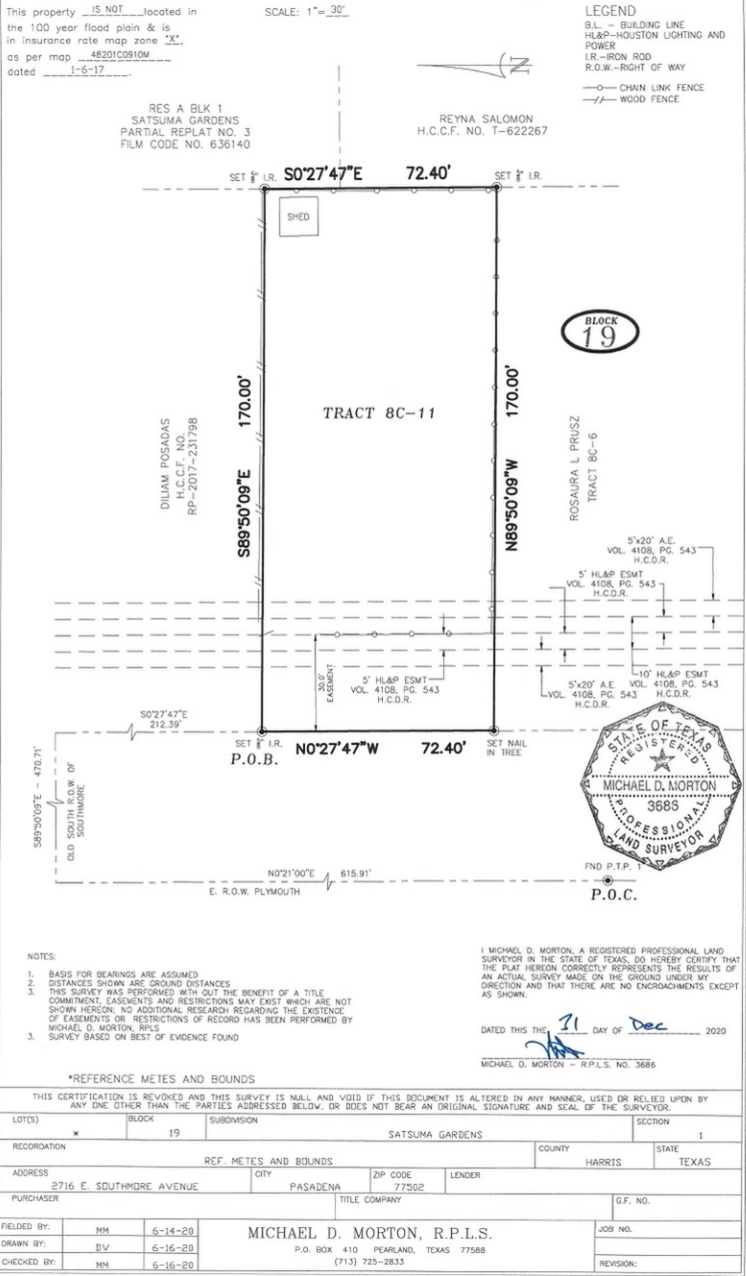 This property IS NOT located in
the 100 year flood plain & is
in insurance rate map zone "X",
as per map 48201C0910M
dated 1-6-17.
SCALE: 1"= 30'
N
LEGEND
B.L. - BUILDING LINE
HL&P-HOUSTON LIGHTING AND
POWER
I.R.-IRON ROD
R.O.W.-RIGHT OF WAY
CHAIN LINK FENCE
WOOD FENCE
RES A BLK 1
SATSUMA GARDENS
PARTIAL REPLAT NO. 3
FILM CODE NO. 636140
REYNA SALOMON
H.C.C.F. NO. T-622267
SET I.R.
S0°27'47"E 72.40'
SET I.R.
SHED
BLOCK
19
TRACT 8C-11
S89°50'09"E 170.00'
N89°50'09"W 170.00'
DILIAM POSADAS
H.C.C.F. NO.
RP-2017-231798
ROSAURA L PRUSZ
TRACT 8C-6
5'x20' A.E.
VOL. 4108, PG. 543
H.C.D.R.
5' HL&P ESMT
VOL. 4108, PG. 543
H.C.D.R.
30.0'
EASEMENT
5' HL&P ESMT
VOL. 4108, PG. 543
H.C.D.R.
5'x20' A.E.
VOL. 4108, PG. 543
H.C.D.R.
10' HL&P ESMT
VOL. 4108, PG. 543
H.C.D.R.
S0°27'47"E
212.39'
SET I.R.
P.O.B.
N0°27'47"W 72.40'
SET NAIL
IN TREE
STATE OF TEXAS
REGISTERED
MICHAEL D. MORTON
3686
PROFESSIONAL
LAND SURVEYOR
S89°50'09"E - 470.71'
OLD SOUTH R.O.W. OF
SOUTHMORE
N0°21'00"E 615.91'
E. R.O.W. PLYMOUTH
FND P.T.P. 1
P.O.C.
NOTES:
1. BASIS FOR BEARINGS ARE ASSUMED
2. DISTANCES SHOWN ARE GROUND DISTANCES
3. THIS SURVEY WAS PERFORMED WITH OUT THE BENEFIT OF A TITLE
COMMITMENT, EASEMENTS AND RESTRICTIONS MAY EXIST WHICH ARE NOT
SHOWN HEREON; NO ADDITIONAL RESEARCH REGARDING THE EXISTENCE
OF EASEMENTS OR RESTRICTIONS OF RECORD HAS BEEN PERFORMED BY
MICHAEL D. MORTON, RPLS
3. SURVEY BASED ON BEST OF EVIDENCE FOUND
I MICHAEL D. MORTON, A REGISTERED PROFESSIONAL LAND
SURVEYOR IN THE STATE OF TEXAS, DO HEREBY CERTIFY THAT
THE PLAT HEREON CORRECTLY REPRESENTS THE RESULTS OF
AN ACTUAL SURVEY MADE ON THE GROUND UNDER MY
DIRECTION AND THAT THERE ARE NO ENCROACHMENTS EXCEPT
AS SHOWN.
DATED THIS THE 31 DAY OF Dec 2020
MICHAEL D. MORTON - R.P.L.S. NO. 3686
*REFERENCE METES AND BOUNDS
THIS CERTIFICATION IS REVOKED AND THIS SURVEY IS NULL AND VOID IF THIS DOCUMENT IS ALTERED IN ANY MANNER, USED OR RELIED UPON BY
ANY ONE OTHER THAN THE PARTIES ADDRESSED BELOW, OR DOES NOT BEAR AN ORIGINAL SIGNATURE AND SEAL OF THE SURVEYOR.
LOT(S) * BLOCK 19 SUBDIVISION SATSUMA GARDENS SECTION 1
RECORDATION REF. METES AND BOUNDS COUNTY HARRIS STATE TEXAS
ADDRESS 2716 E. SOUTHMORE AVENUE CITY PASADENA ZIP CODE 77502 LENDER
PURCHASER TITLE COMPANY G.F. NO.
FIELDED BY: MM 6-14-20
DRAWN BY: DV 6-16-20
CHECKED BY: MM 6-16-20
MICHAEL D. MORTON, R.P.L.S.
P.O. BOX 410 PEARLAND, TEXAS 77588
(713) 725-2833
JOB NO.
REVISION: